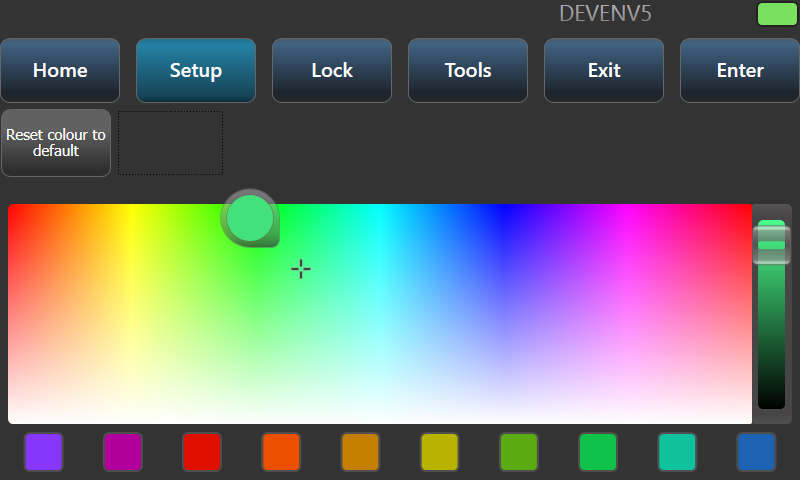 DEVENV5
Home
Setup
Lock
Tools
Exit
Enter
Reset colour to
default